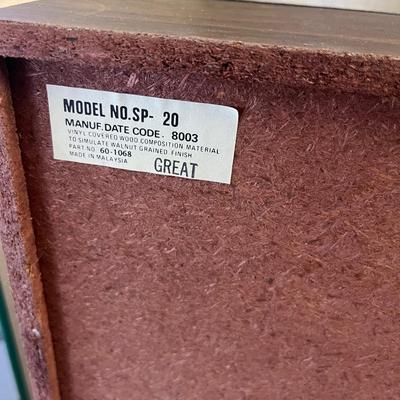 MODEL NO.SP- 20
MANUF.DATE CODE. 8003
VINYL COVERED WOOD COMPOSITION MATERIAL
TO SIMULATE WALNUT GRAINED FINISH
PART NO. 60-1068
MADE IN MALAYSIA GREAT